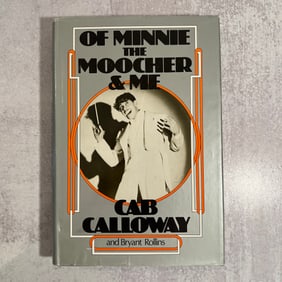 OF MINNIE
THE
MOOCHER
& ME
CAB
CALLOWAY
and Bryant Rollins